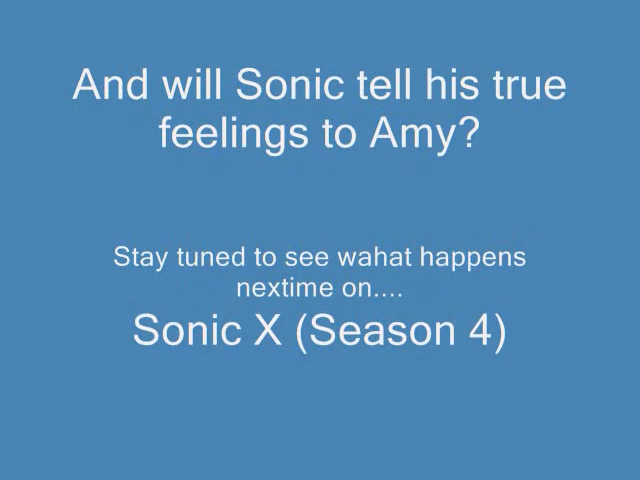 And will Sonic tell his true
feelings to Amy?
Stay tuned to see wahat happens
nextime on....
Sonic X (Season 4)